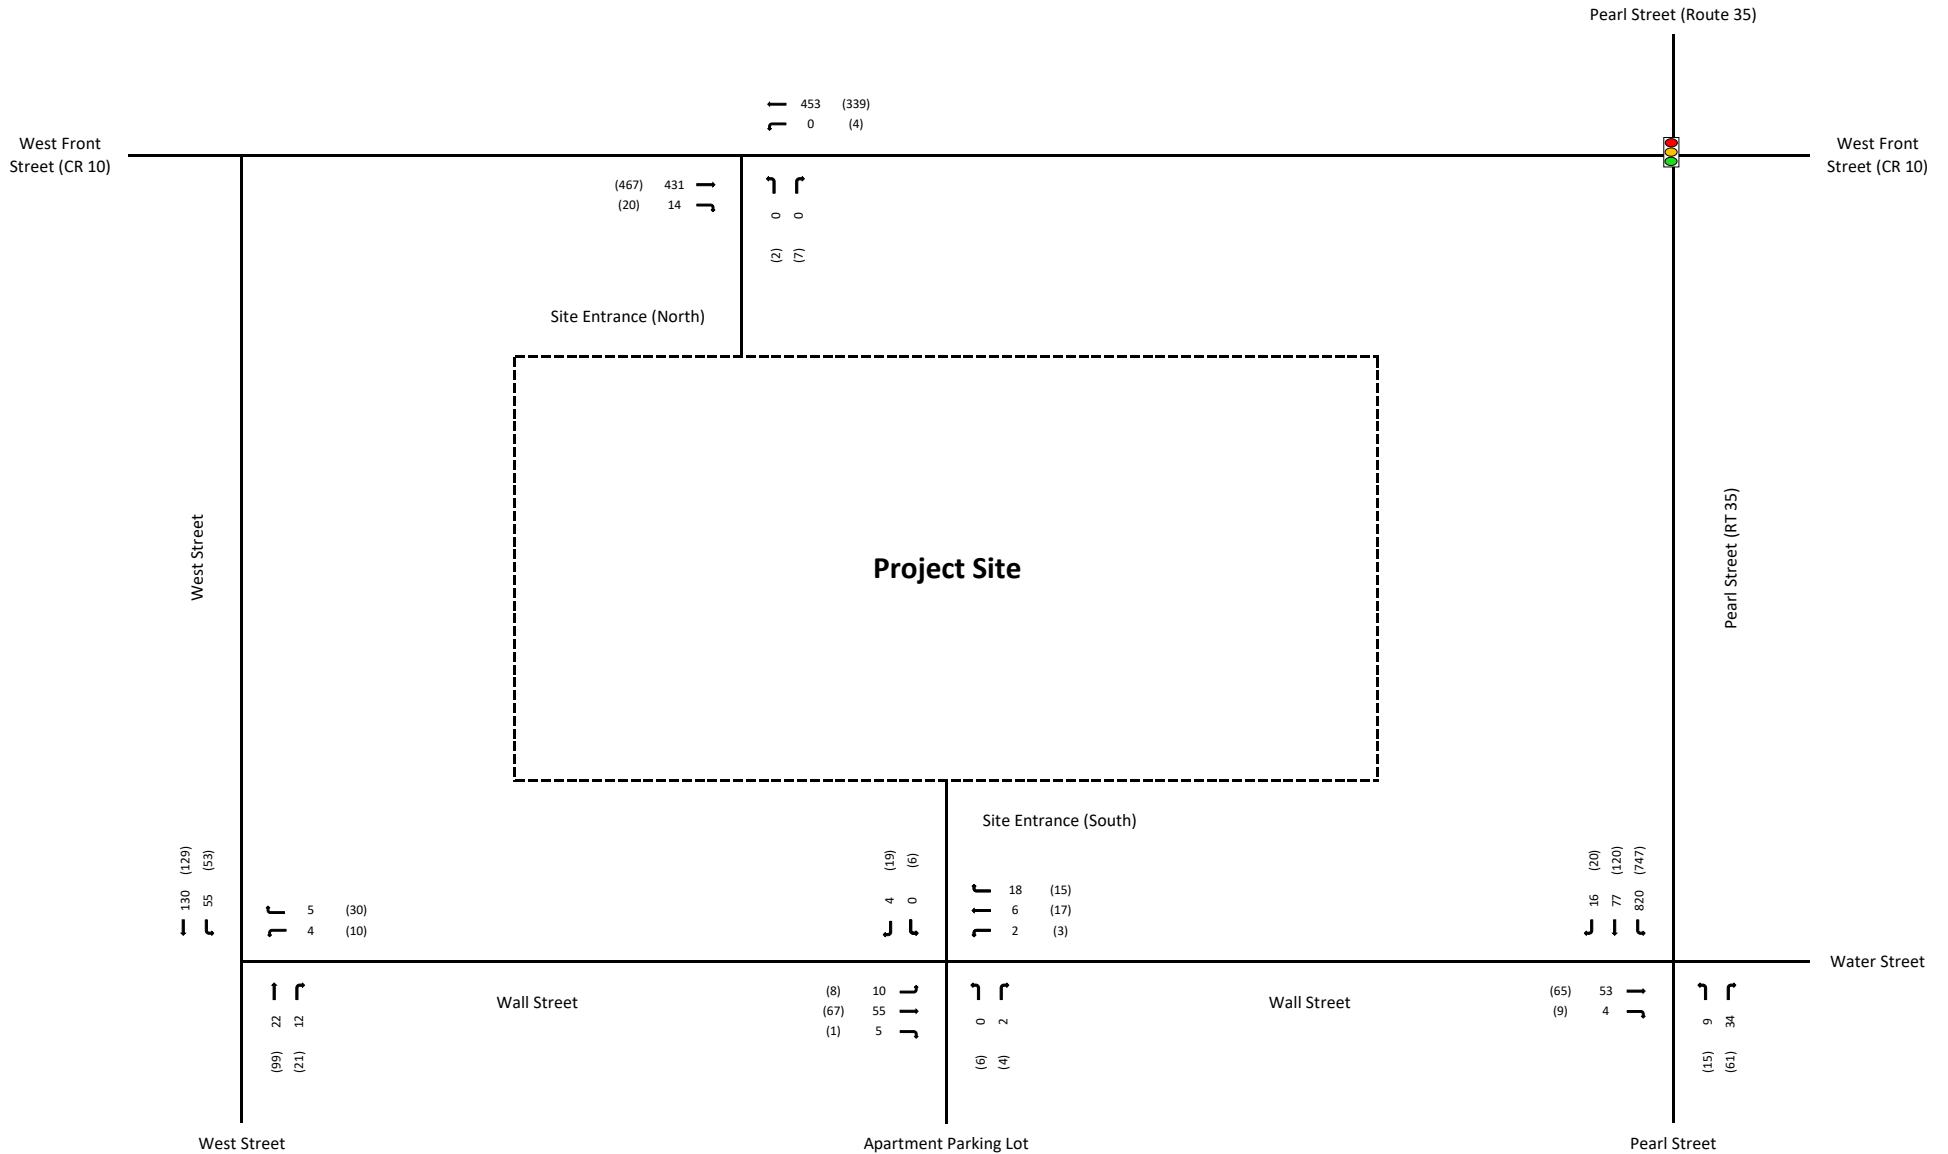 Pearl Street (Route 35)
453 (339)
0 (4)
West Front
Street (CR 10)
West Front
Street (CR 10)
(467) 431
(20) 14
0 0
(2) (7)
Site Entrance (North)
West Street
Project Site
Pearl Street (RT 35)
Site Entrance (South)
(129) (53)
130 55
5 (30)
4 (10)
(19) (6)
4 0
18 (15)
6 (17)
2 (3)
(20) (120) (747)
16 77 820
Water Street
22 12
(99) (21)
Wall Street
(8) 10
(67) 55
(1) 5
0 2
(6) (4)
Wall Street
(65) 53
(9) 4
9 34
(15) (61)
West Street
Apartment Parking Lot
Pearl Street